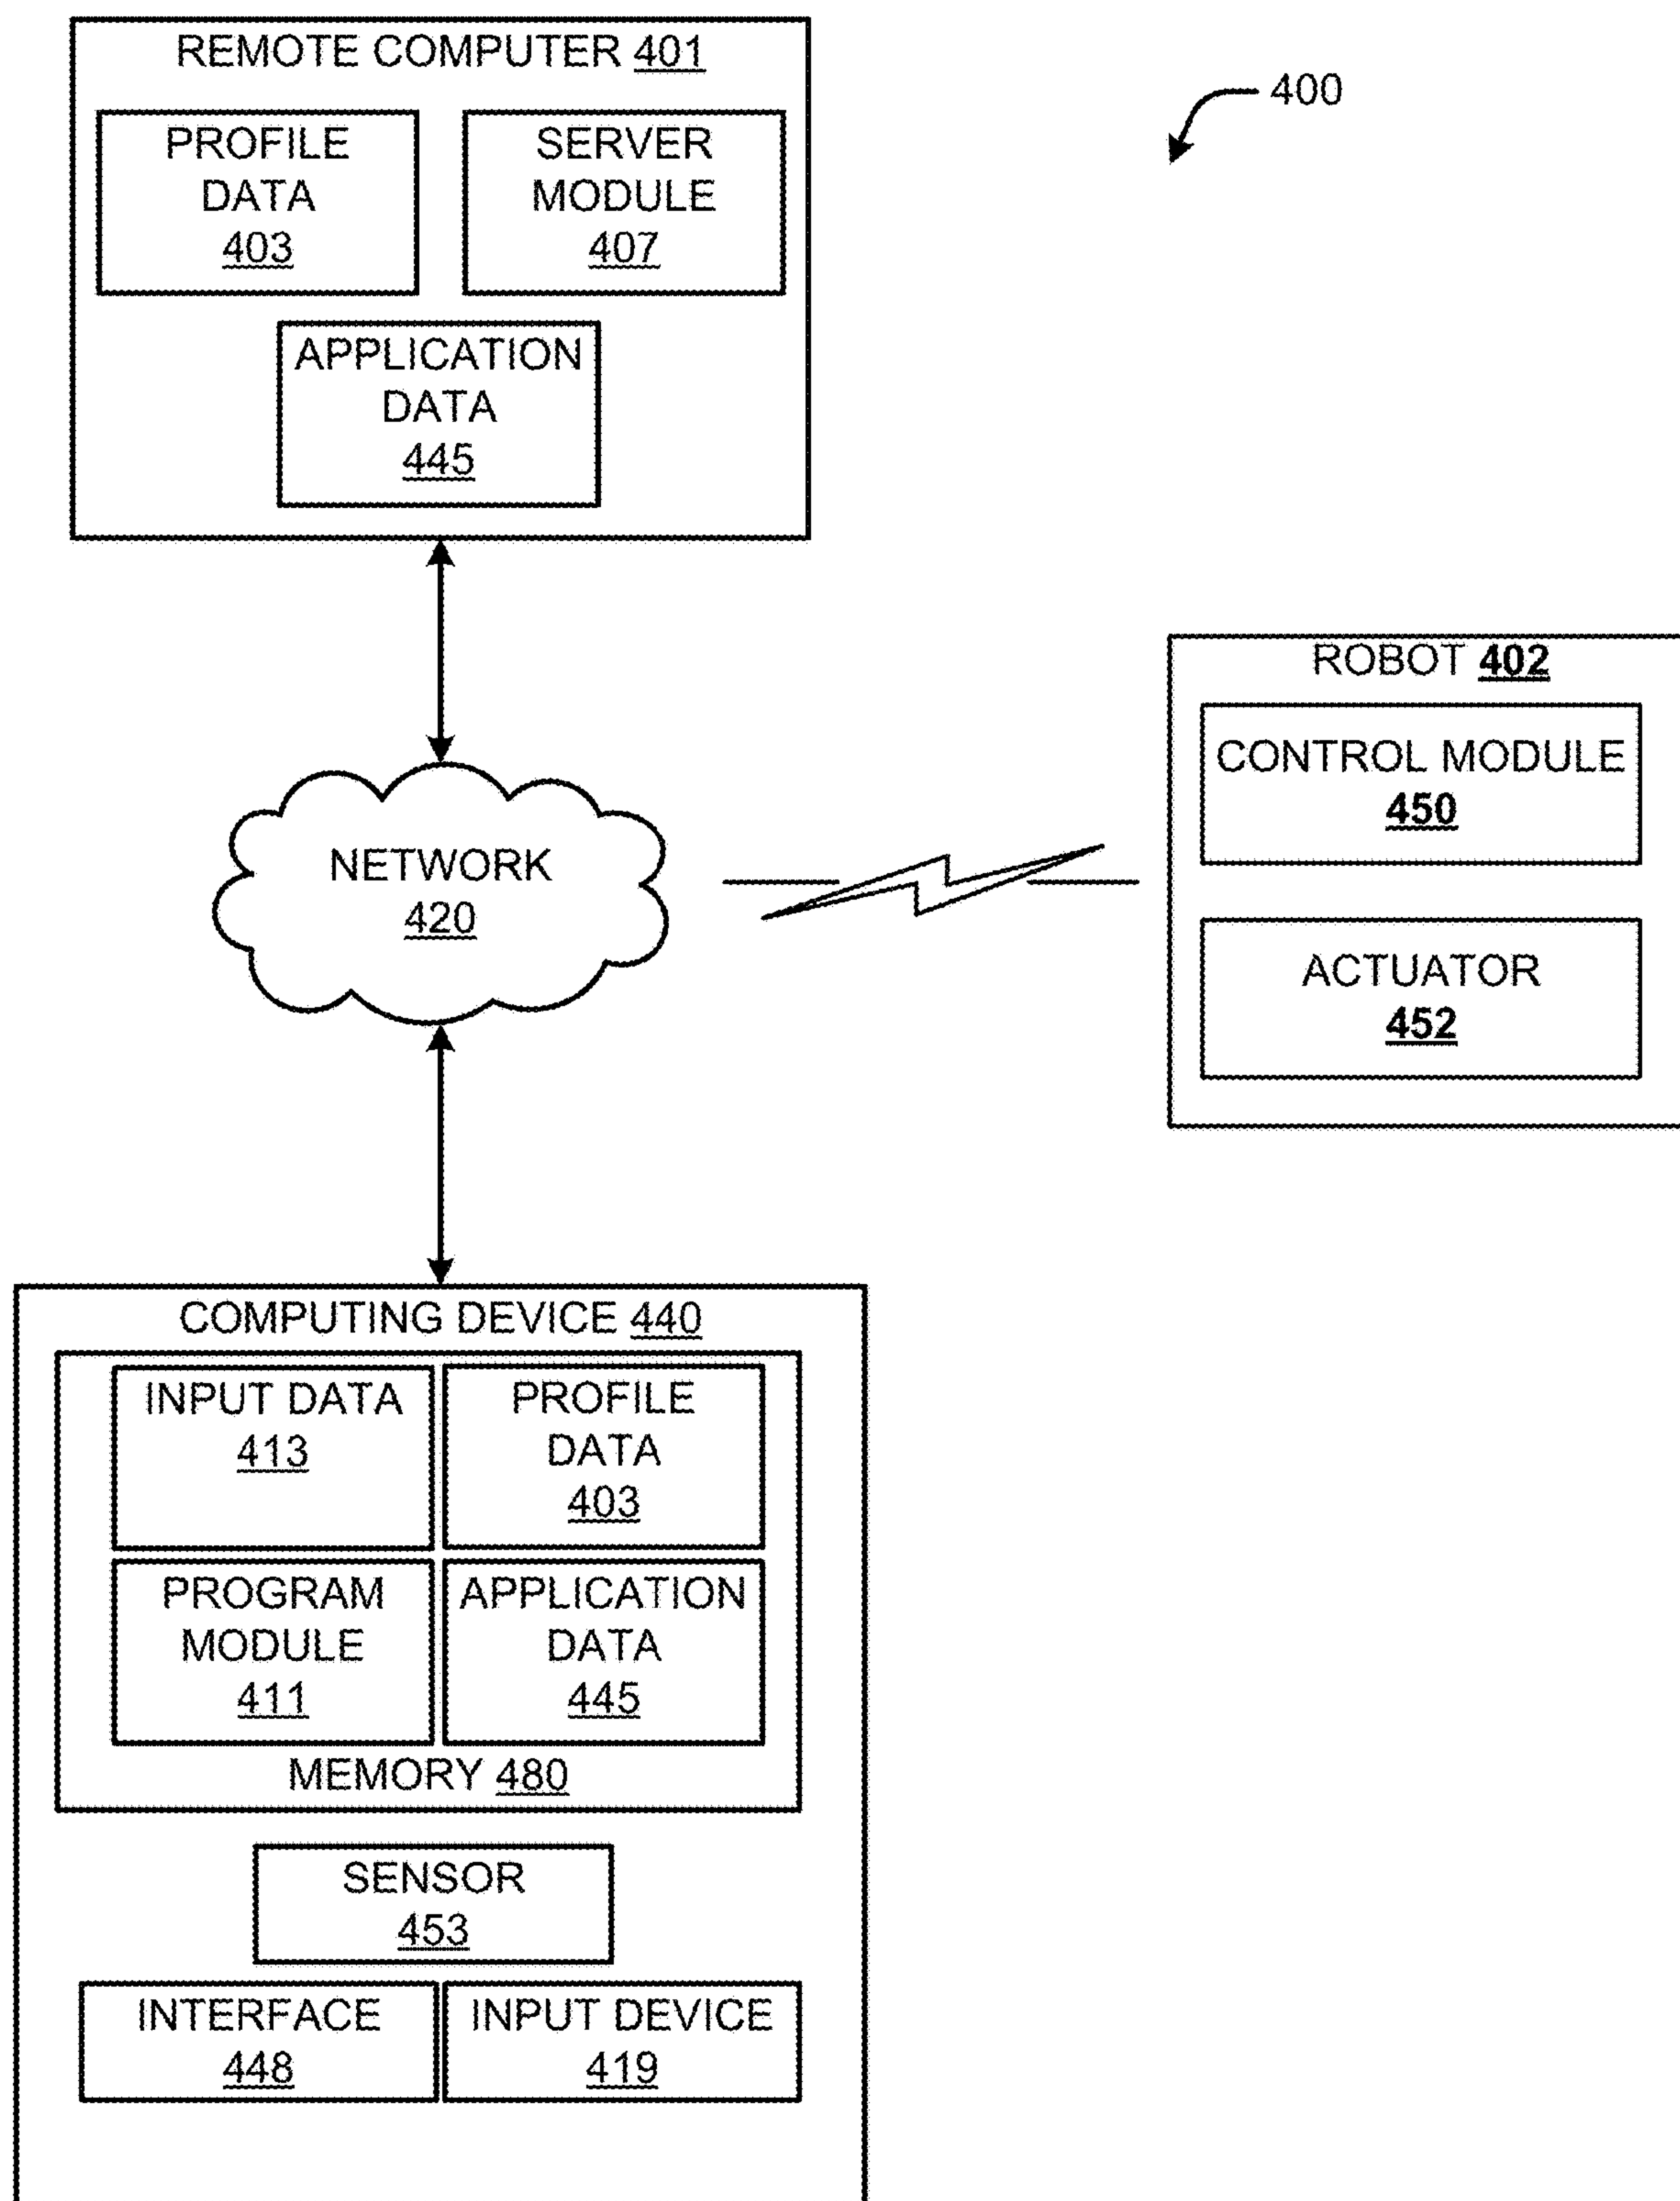 REMOTE COMPUTER 401
400
PROFILE
DATA
403
SERVER
MODULE
407
APPLICATION
DATA
445
ROBOT 402
CONTROL MODULE
450
ACTUATOR
452
NETWORK
420
COMPUTING DEVICE 440
INPUT DATA
413
PROFILE
DATA
403
PROGRAM
MODULE
411
APPLICATION
DATA
445
MEMORY 480
SENSOR
453
INTERFACE
448
INPUT DEVICE
419